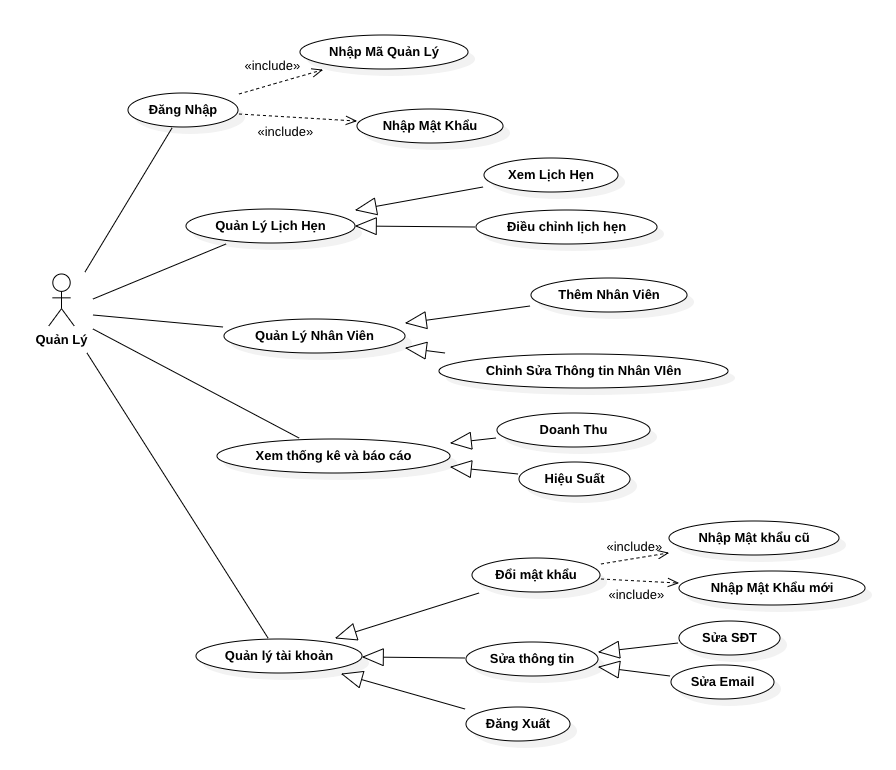 Nhập Mã Quản Lý
«include»
Đăng Nhập
Nhập Mật Khẩu
«include»
Xem Lịch Hẹn
Quản Lý Lịch Hẹn
Điều chỉnh lịch hẹn
Thêm Nhân Viên
Quản Lý
Quản Lý Nhân Viên
Chỉnh Sửa Thông tin Nhân VIên
Doanh Thu
Xem thống kê và báo cáo
Hiệu Suất
Nhập Mật khẩu cũ
«include»
Đổi mật khẩu
Nhập Mật Khẩu mới
«include»
Sửa SĐT
Quản lý tài khoản
Sửa thông tin
Sửa Email
Đăng Xuất